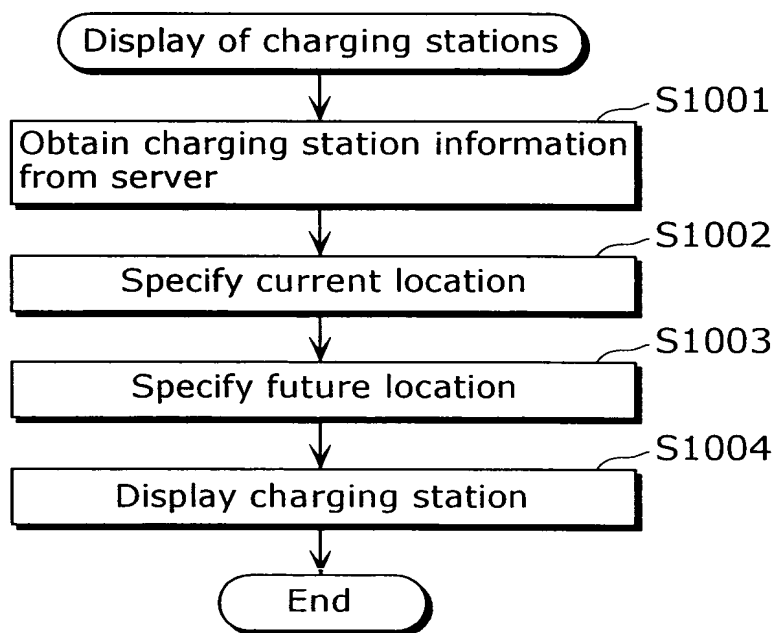 Display of charging stations
S1001
Obtain charging station information
from server
S1002
Specify current location
S1003
Specify future location
S1004
Display charging station
End